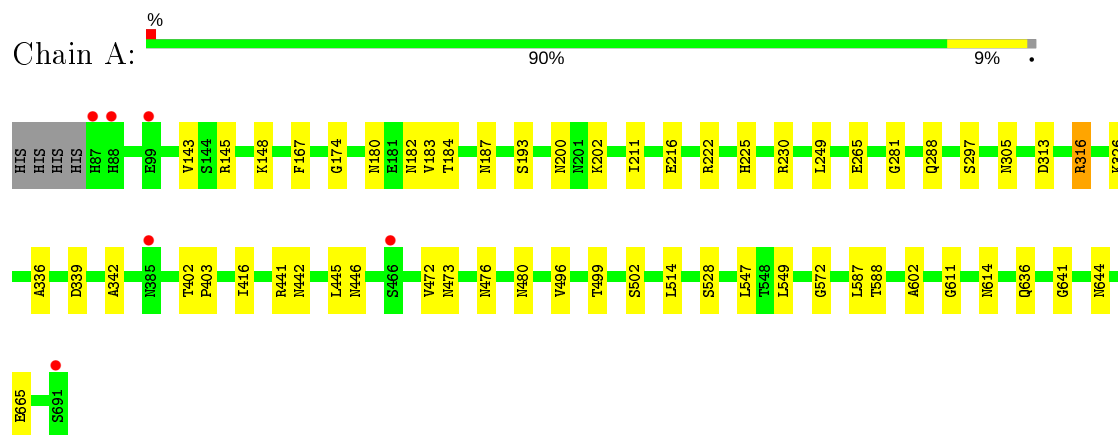 %
Chain A:
90% 9% •
HIS HIS HIS HIS H87 H88 E99 V143 S144 R145 K148 F167 G174 N180 E181 N182 V183 T184 N187 S193 N200 N201 K202 I211 E216 R222 H225 R230 L249 E265 G281 Q288 S297 N305 D313 R316 K326
A336 D339 A342 N385 T402 P403 I416 R441 N442 L445 N446 S466 V472 N473 N476 N480 V496 T499 S502 L514 S528 L547 T548 L549 G572 L587 T588 A602 G611 N614 Q636 G641 N644
E665 S691